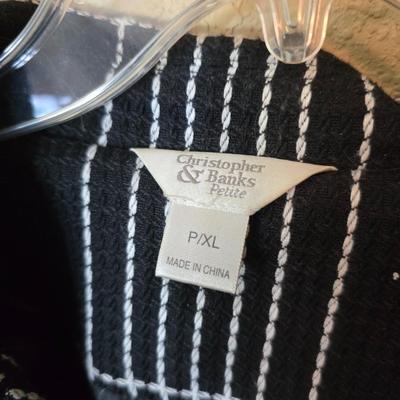 Christopher
& Banks
Petite
P/XL
MADE IN CHINA